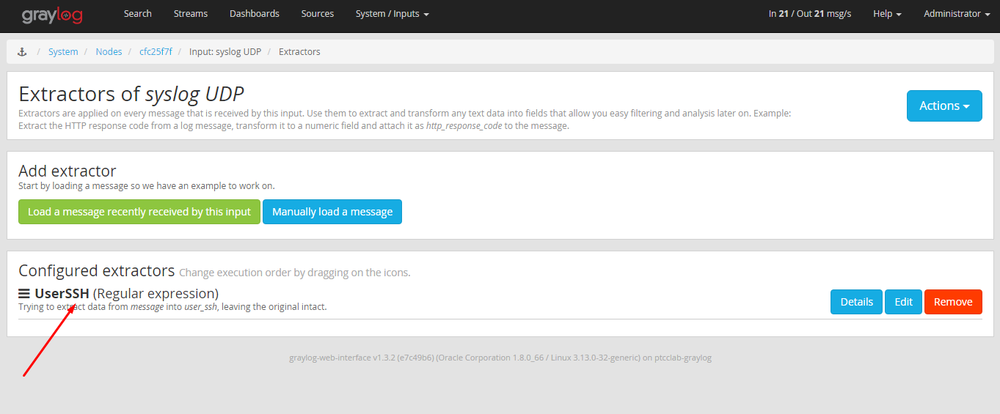 graylog Search Streams Dashboards Sources System / Inputs In 21 / Out 21 msg/s Help Administrator
/ System / Nodes / cfc25f7f / Input: syslog UDP / Extractors
Extractors of syslog UDP
Actions
Extractors are applied on every message that is received by this input. Use them to extract and transform any text data into fields that allow you easy filtering and analysis later on. Example:
Extract the HTTP response code from a log message, transform it to a numeric field and attach it as http_response_code to the message.
Add extractor
Start by loading a message so we have an example to work on.
Load a message recently received by this input Manually load a message
Configured extractors Change execution order by dragging on the icons.
UserSSH (Regular expression)
Trying to extract data from message into user_ssh, leaving the original intact.
Details Edit Remove
graylog-web-interface v1.3.2 (e7c49b6) (Oracle Corporation 1.8.0_66 / Linux 3.13.0-32-generic) on ptcclab-graylog